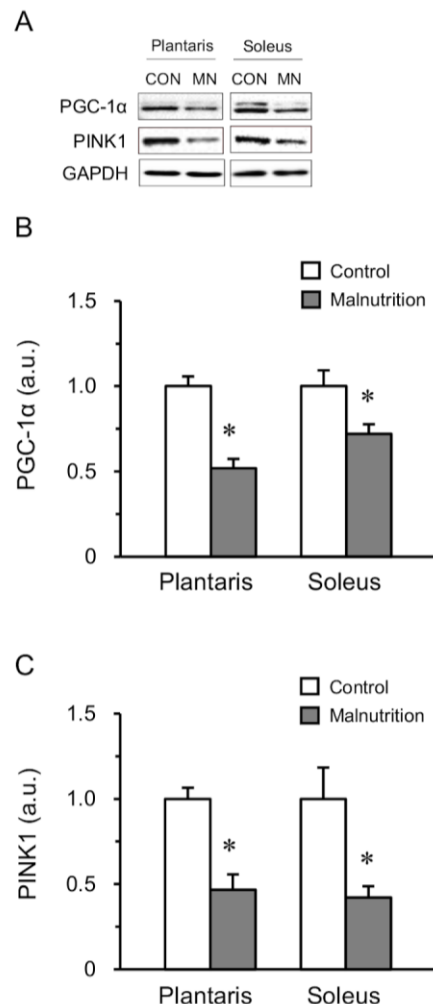 A
Plantaris Soleus
CON MN CON MN
PGC-1α
PINK1
GAPDH
B
Control
Malnutrition
1.5
1.0
0.5
0
PGC-1α (a.u.)
*
*
Plantaris Soleus
C
Control
Malnutrition
1.5
1.0
0.5
0
PINK1 (a.u.)
*
*
Plantaris Soleus